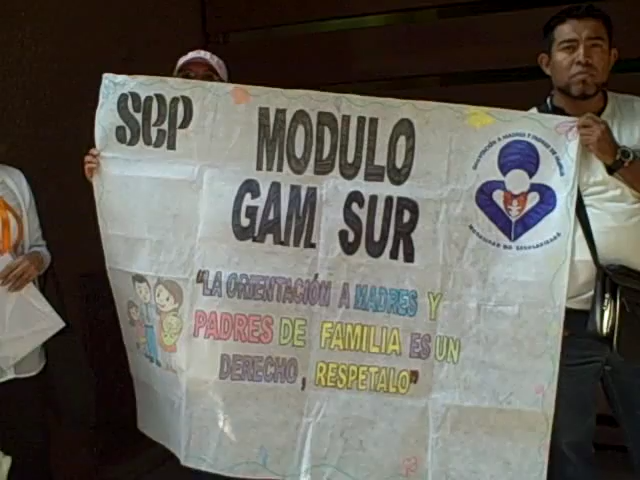 SEP
MODULO
GAM SUR
"LA ORIENTACIÓN A MADRES Y
PADRES DE FAMILIA ES UN
DERECHO, RESPETALO"